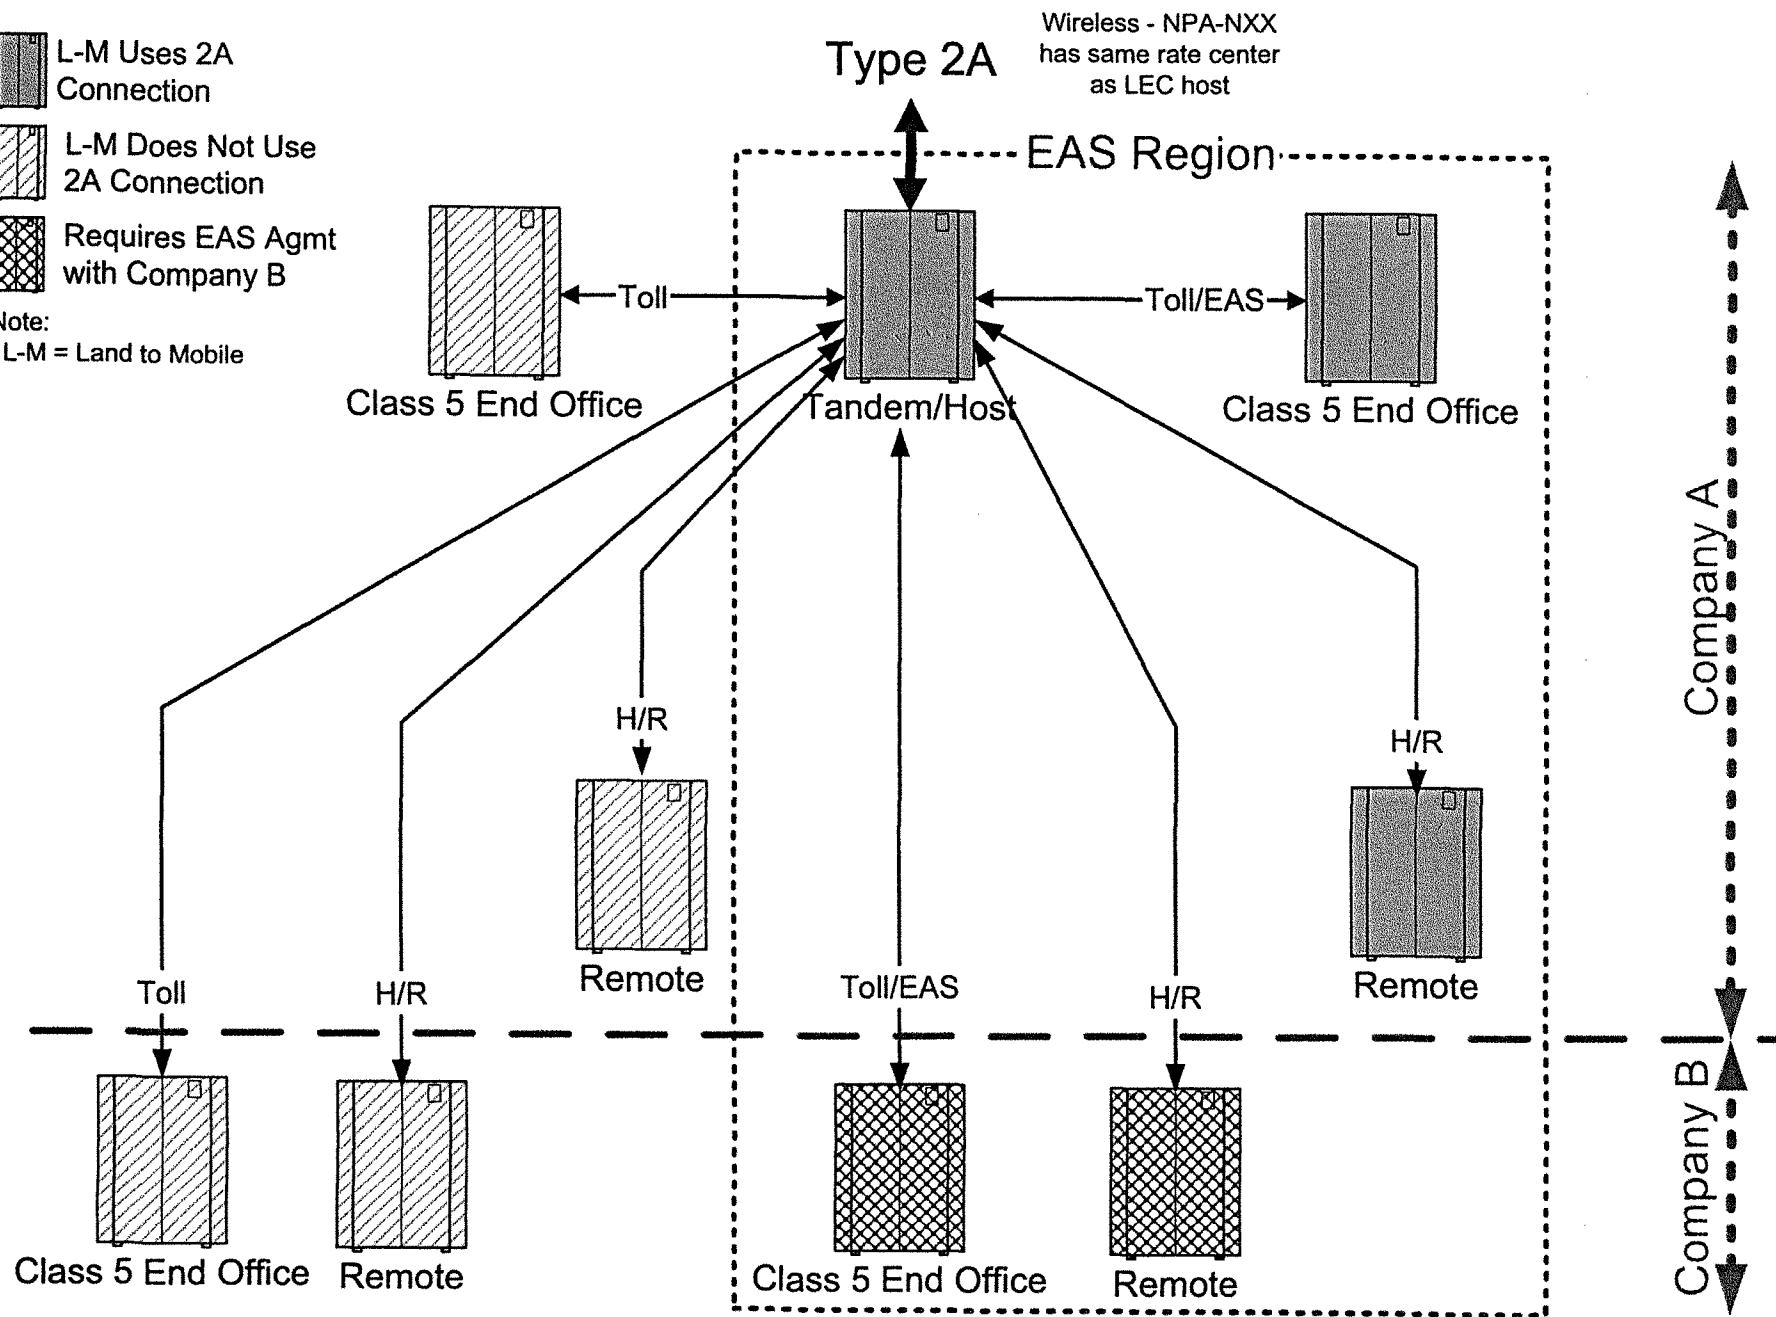 L-M Uses 2A
Connection
L-M Does Not Use
2A Connection
Requires EAS Agmt
with Company B
Note:
L-M = Land to Mobile
Type 2A
Wireless - NPA-NXX
has same rate center
as LEC host
EAS Region
Toll
Toll/EAS
Class 5 End Office
Tandem/Host
Class 5 End Office
Company A
H/R
H/R
Remote
Remote
Toll
H/R
Toll/EAS
H/R
Company B
Class 5 End Office
Remote
Class 5 End Office
Remote